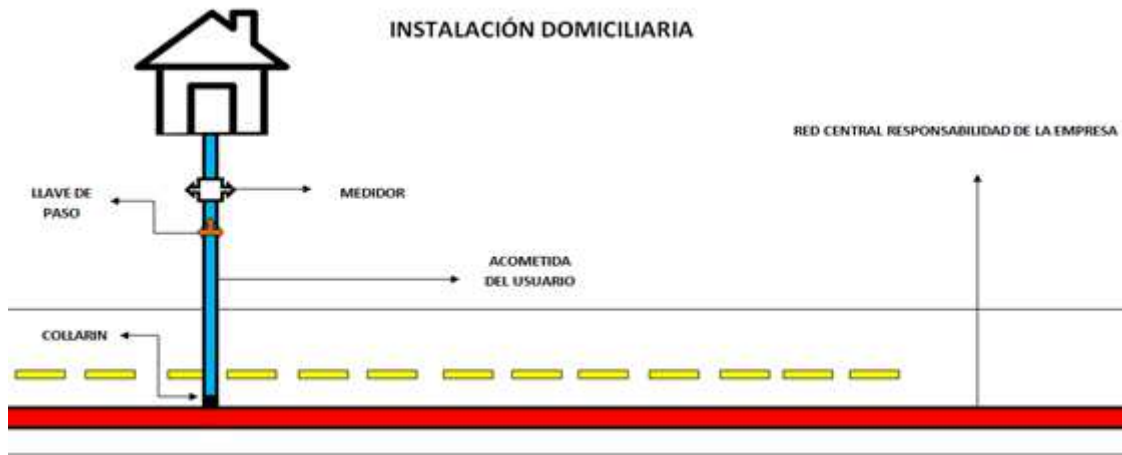 INSTALACIÓN DOMICILIARIA
RED CENTRAL RESPONSABILIDAD DE LA EMPRESA
LLAVE DE
PASO
MEDIDOR
ACOMETIDA
DEL USUARIO
COLLARIN